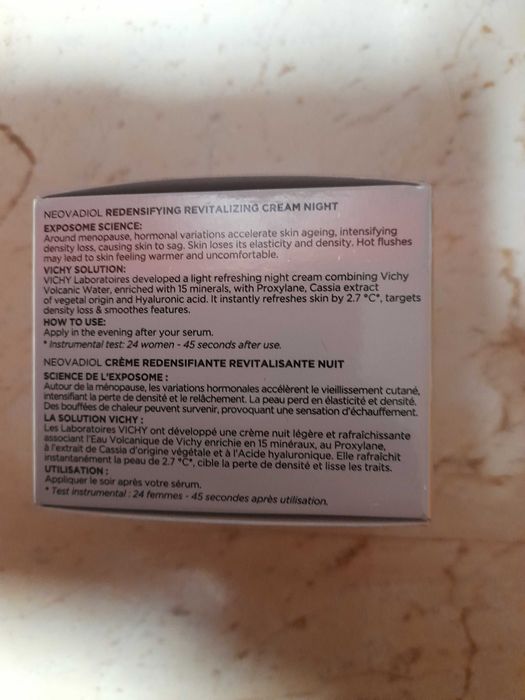 NEOVADIOL REDENSIFYING REVITALIZING CREAM NIGHT
EXPOSOME SCIENCE:
Around menopause, hormonal variations accelerate skin ageing, intensifying
density loss, causing skin to sag. Skin loses its elasticity and density. Hot flushes
may lead to skin feeling warmer and uncomfortable.
VICHY SOLUTION:
VICHY Laboratoires developed a light refreshing night cream combining Vichy
Volcanic Water, enriched with 15 minerals, with Proxylane, Cassia extract
of vegetal origin and Hyaluronic acid. It instantly refreshes skin by 2.7 °C*, targets
density loss & smoothes features.
HOW TO USE:
Apply in the evening after your serum.
* Instrumental test: 24 women - 45 seconds after use.
NEOVADIOL CRÈME REDENSIFIANTE REVITALISANTE NUIT
SCIENCE DE L'EXPOSOME :
Autour de la ménopause, les variations hormonales accélèrent le vieillissement cutané,
intensifiant la perte de densité et le relâchement. La peau perd en élasticité et densité.
Des bouffées de chaleur peuvent survenir, provoquant une sensation d'échauffement.
LA SOLUTION VICHY :
Les Laboratoires VICHY ont développé une crème nuit légère et rafraîchissante
associant l'Eau Volcanique de Vichy enrichie en 15 minéraux, au Proxylane,
à l'extrait de Cassia d'origine végétale et à l'Acide hyaluronique. Elle rafraîchit
instantanément la peau de 2.7 °C*, cible la perte de densité et lisse les traits.
UTILISATION :
Appliquer le soir après votre sérum.
* Test instrumental : 24 femmes - 45 secondes après utilisation.